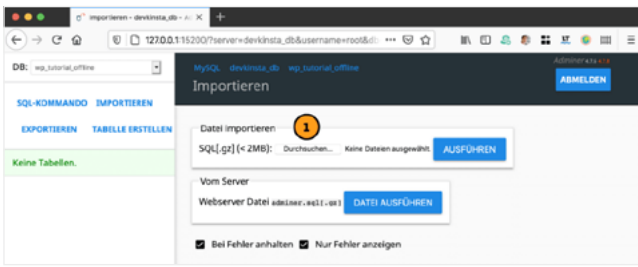 importieren - devkinsta_db - Ad
127.0.0.1:15200/?server=devkinsta_db&username=root&d
DB: wp_tutorial_offline
MySQL devkinsta_db wp_tutorial_offline
Adminer
Importieren
ABMELDEN
SQL-KOMMANDO IMPORTIEREN
EXPORTIEREN TABELLE ERSTELLEN
Keine Tabellen.
Datei importieren
1
SQL[.gz] (< 2MB): Durchsuchen... Keine Dateien ausgewählt. AUSFÜHREN
Vom Server
Webserver Datei adminer.sql[.gz] DATEI AUSFÜHREN
Bei Fehler anhalten Nur Fehler anzeigen